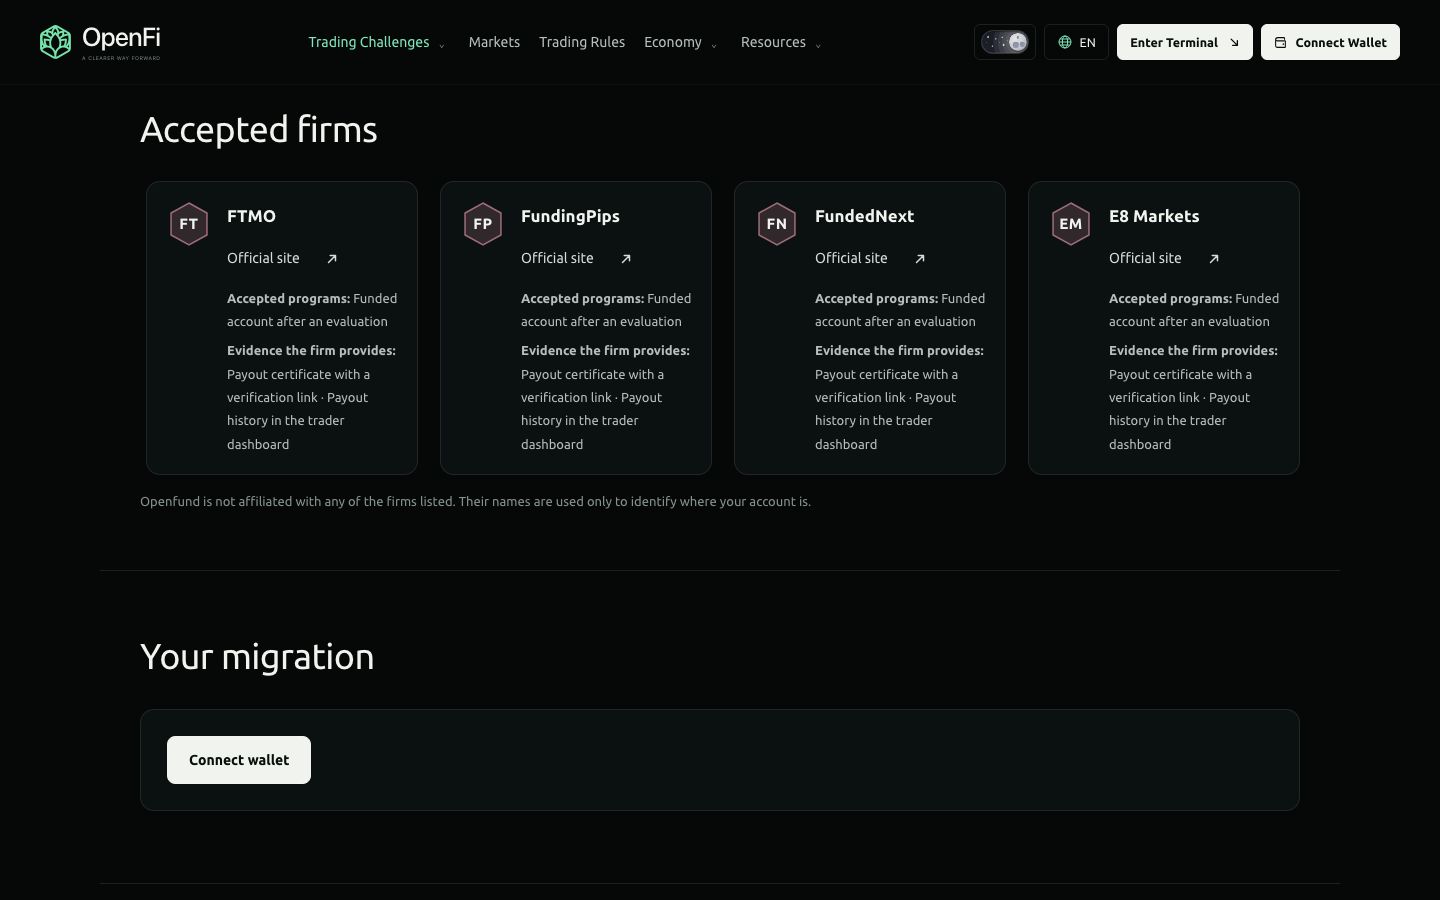 OpenFi
A CLEARER WAY FORWARD
Trading Challenges
Markets
Trading Rules
Economy
Resources
EN
Enter Terminal
Connect Wallet
Accepted firms
FT
FTMO
Official site
Accepted programs: Funded
account after an evaluation
Evidence the firm provides:
Payout certificate with a
verification link · Payout
history in the trader
dashboard
FP
FundingPips
Official site
Accepted programs: Funded
account after an evaluation
Evidence the firm provides:
Payout certificate with a
verification link · Payout
history in the trader
dashboard
FN
FundedNext
Official site
Accepted programs: Funded
account after an evaluation
Evidence the firm provides:
Payout certificate with a
verification link · Payout
history in the trader
dashboard
EM
E8 Markets
Official site
Accepted programs: Funded
account after an evaluation
Evidence the firm provides:
Payout certificate with a
verification link · Payout
history in the trader
dashboard
Openfund is not affiliated with any of the firms listed. Their names are used only to identify where your account is.
Your migration
Connect wallet